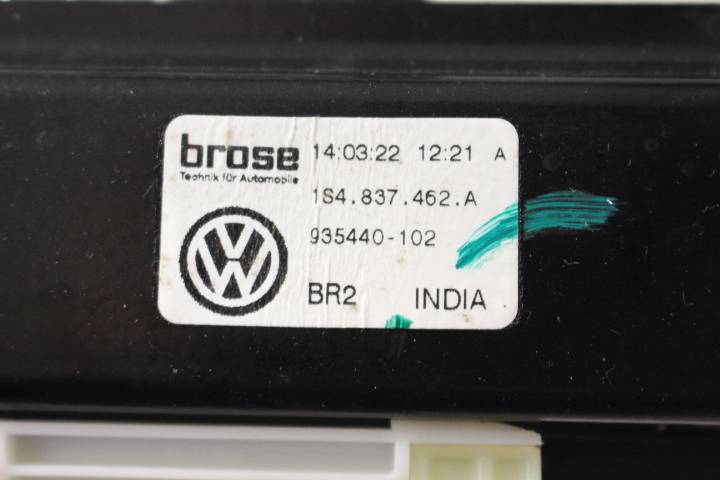 brose 14:03:22 12:21 A
Technik für Automobile
1S4.837.462.A
935440-102
BR2 INDIA